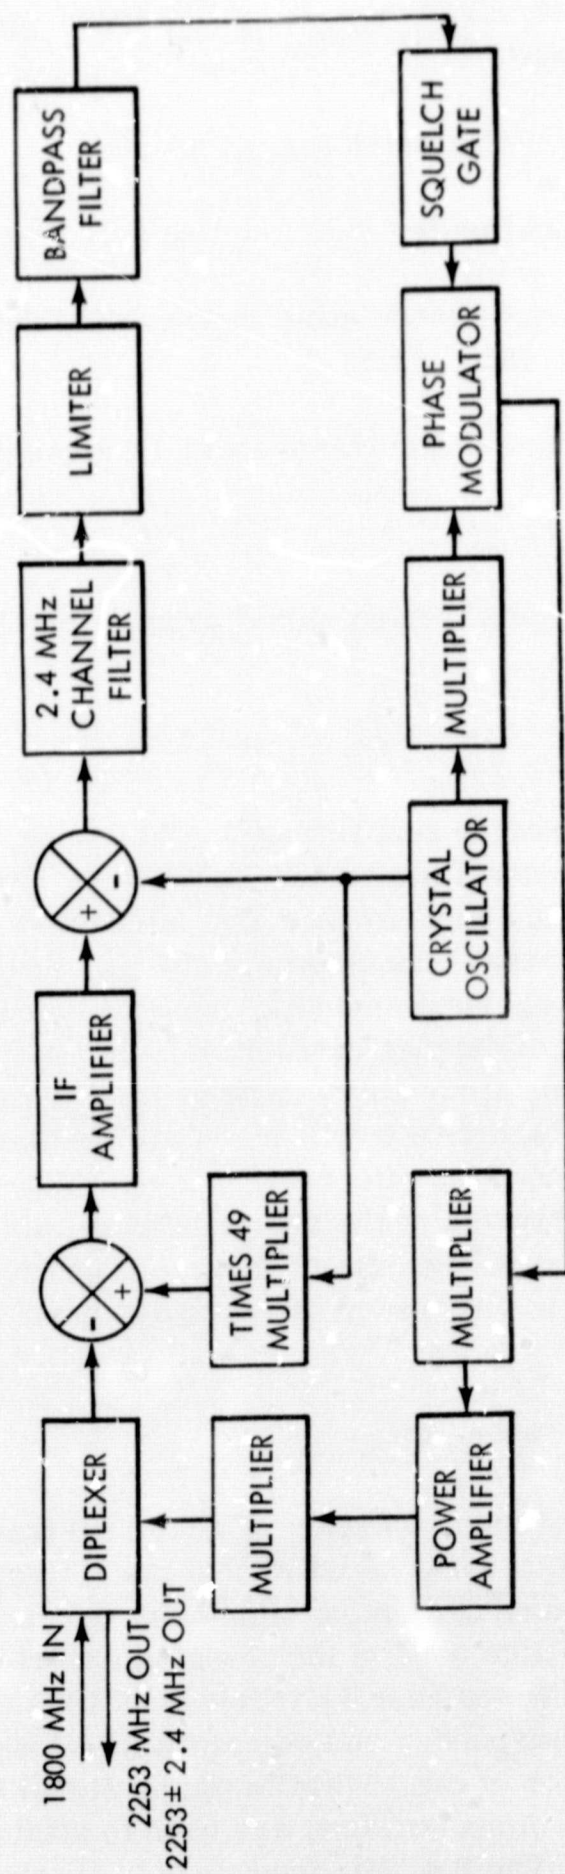 1800 MHz IN
2253 MHz OUT
2253± 2.4 MHz OUT
DIPLEXER
-
+
IF
AMPLIFIER
+
-
2.4 MHz
CHANNEL
FILTER
LIMITER
BANDPASS
FILTER
MULTIPLIER
TIMES 49
MULTIPLIER
POWER
AMPLIFIER
MULTIPLIER
CRYSTAL
OSCILLATOR
MULTIPLIER
PHASE
MODULATOR
SQUELCH
GATE